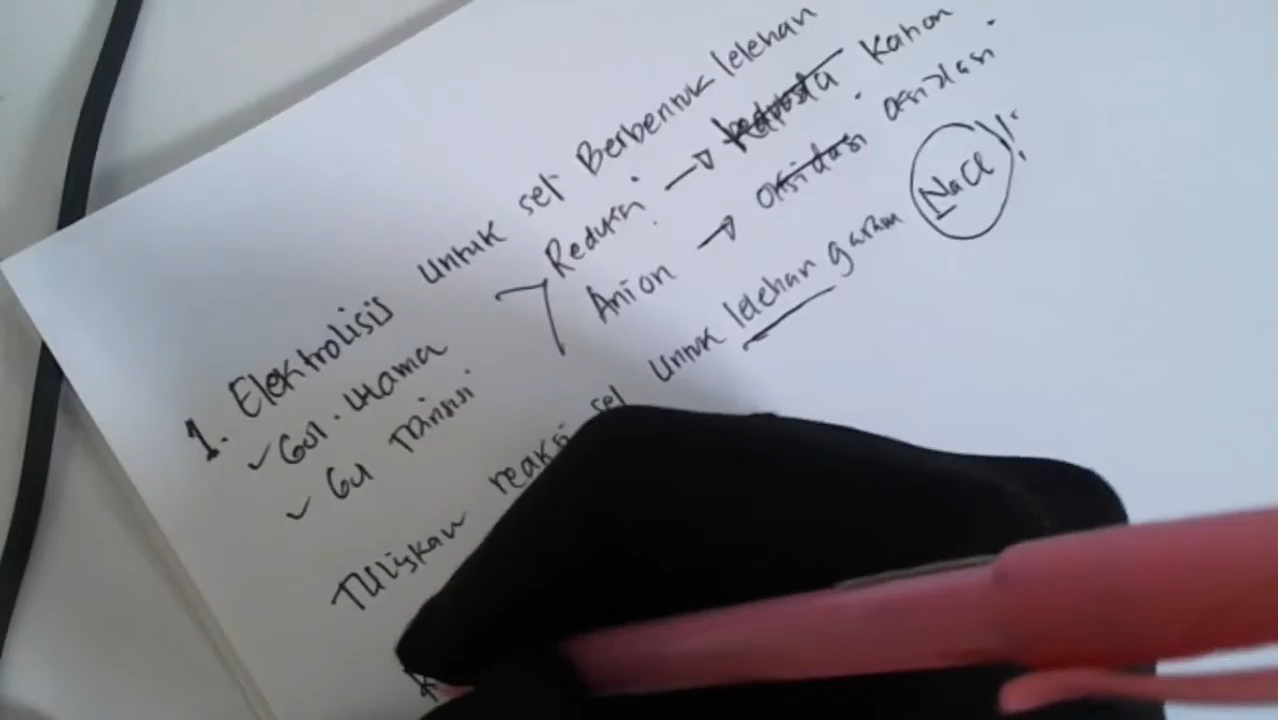 1. Elektrolisis untuk sel Berbentuk lelehan
✓ Gol. Utama Reduksi → Kation
✓ Gol Transisi Anion → oksidasi oksidasi
Tuliskan reaksi sel untuk lelehan garam NaCl!
A